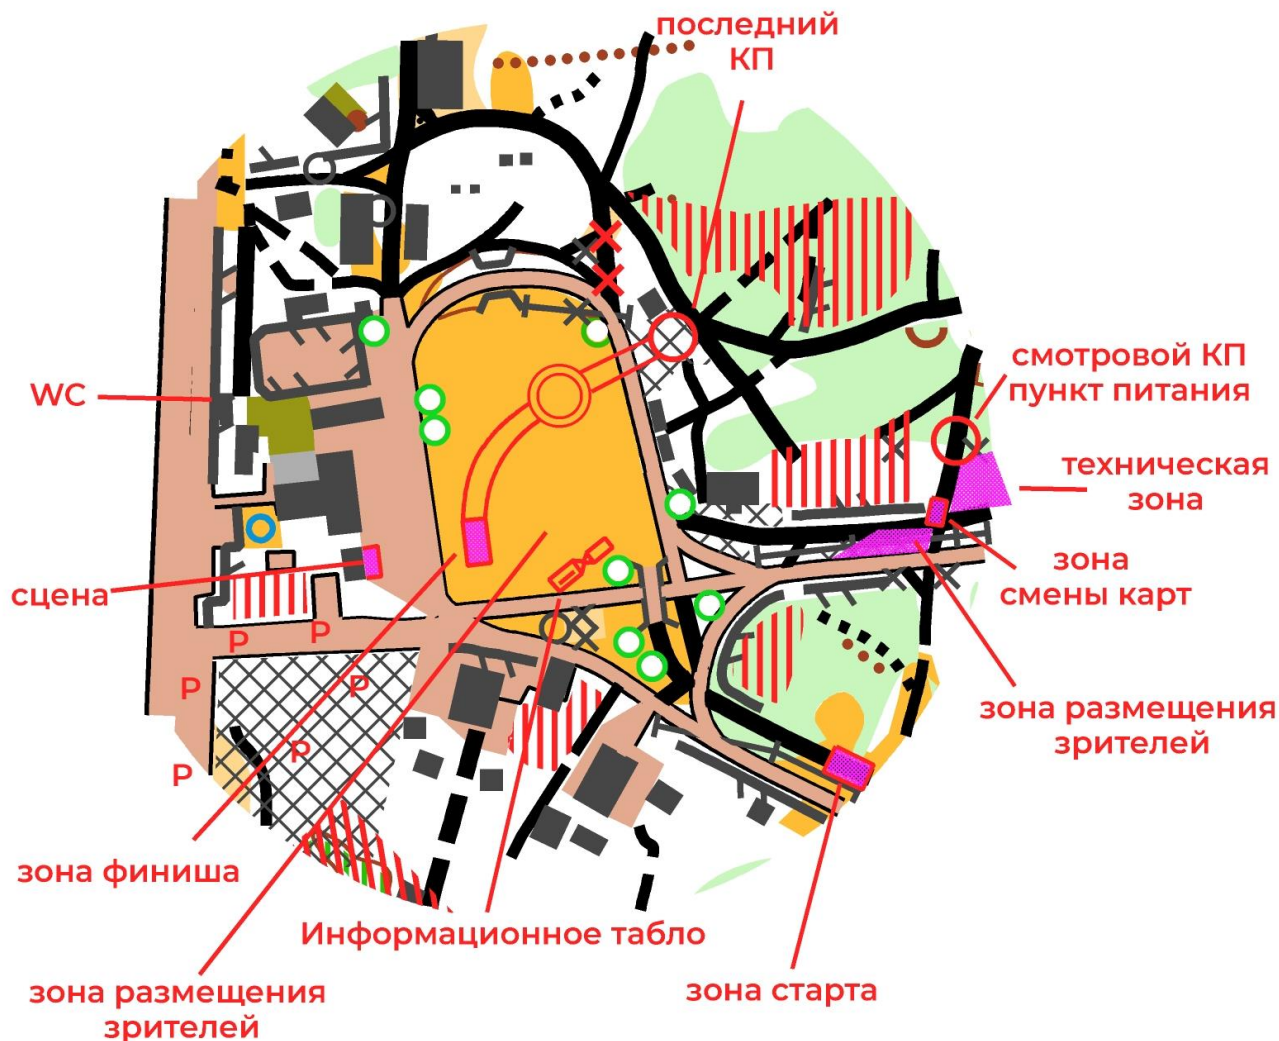 последний
КП
WC
смотровой КП
пункт питания
техническая
зона
зона
смены карт
сцена
P
P
P
P
P
P
зона размещения
зрителей
зона финиша
Информационное табло
зона размещения
зрителей
зона старта